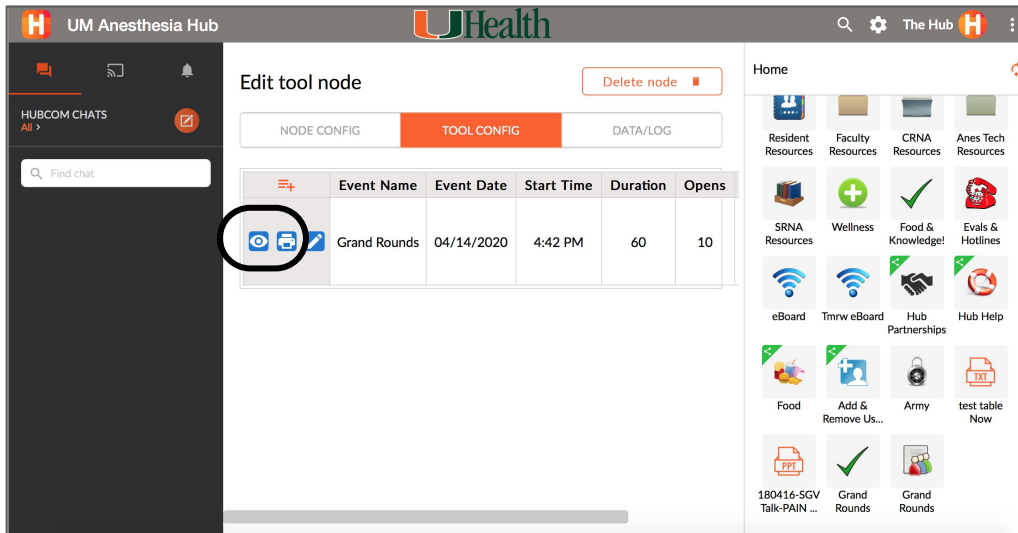 H UM Anesthesia Hub
UHealth
The Hub H
HUBCOM CHATS
All >
Find chat
Edit tool node
Delete node
NODE CONFIG
TOOL CONFIG
DATA/LOG
Event Name Event Date Start Time Duration Opens
Grand Rounds 04/14/2020 4:42 PM 60 10
Home
Resident
Resources
Faculty
Resources
CRNA
Resources
Anes Tech
Resources
SRNA
Resources
Wellness
Food &
Knowledge!
Evals &
Hotlines
eBoard
Tmrw eBoard
Hub
Partnerships
Hub Help
Food
Add &
Remove Us...
Army
TXT
test table
Now
PPT
180416-SGV
Talk-PAIN ...
Grand
Rounds
Grand
Rounds